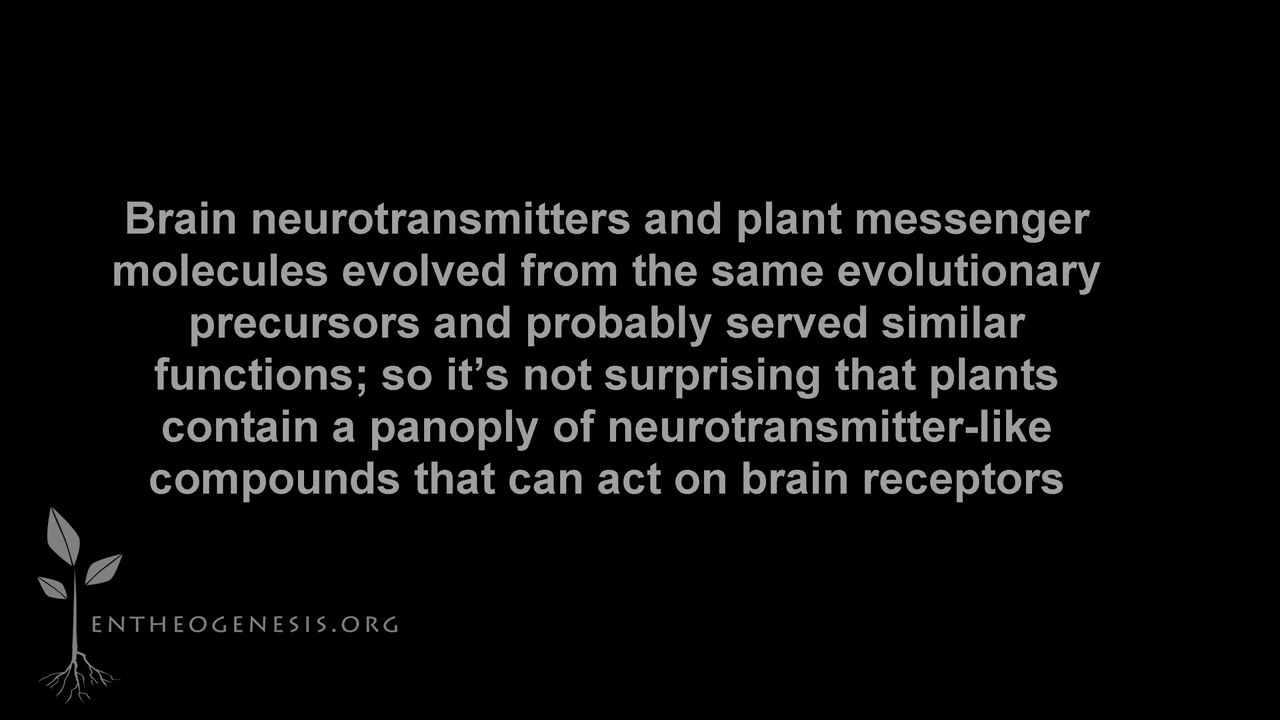 Brain neurotransmitters and plant messenger
molecules evolved from the same evolutionary
precursors and probably served similar
functions; so it’s not surprising that plants
contain a panoply of neurotransmitter-like
compounds that can act on brain receptors
ENTHEOGENESIS.ORG